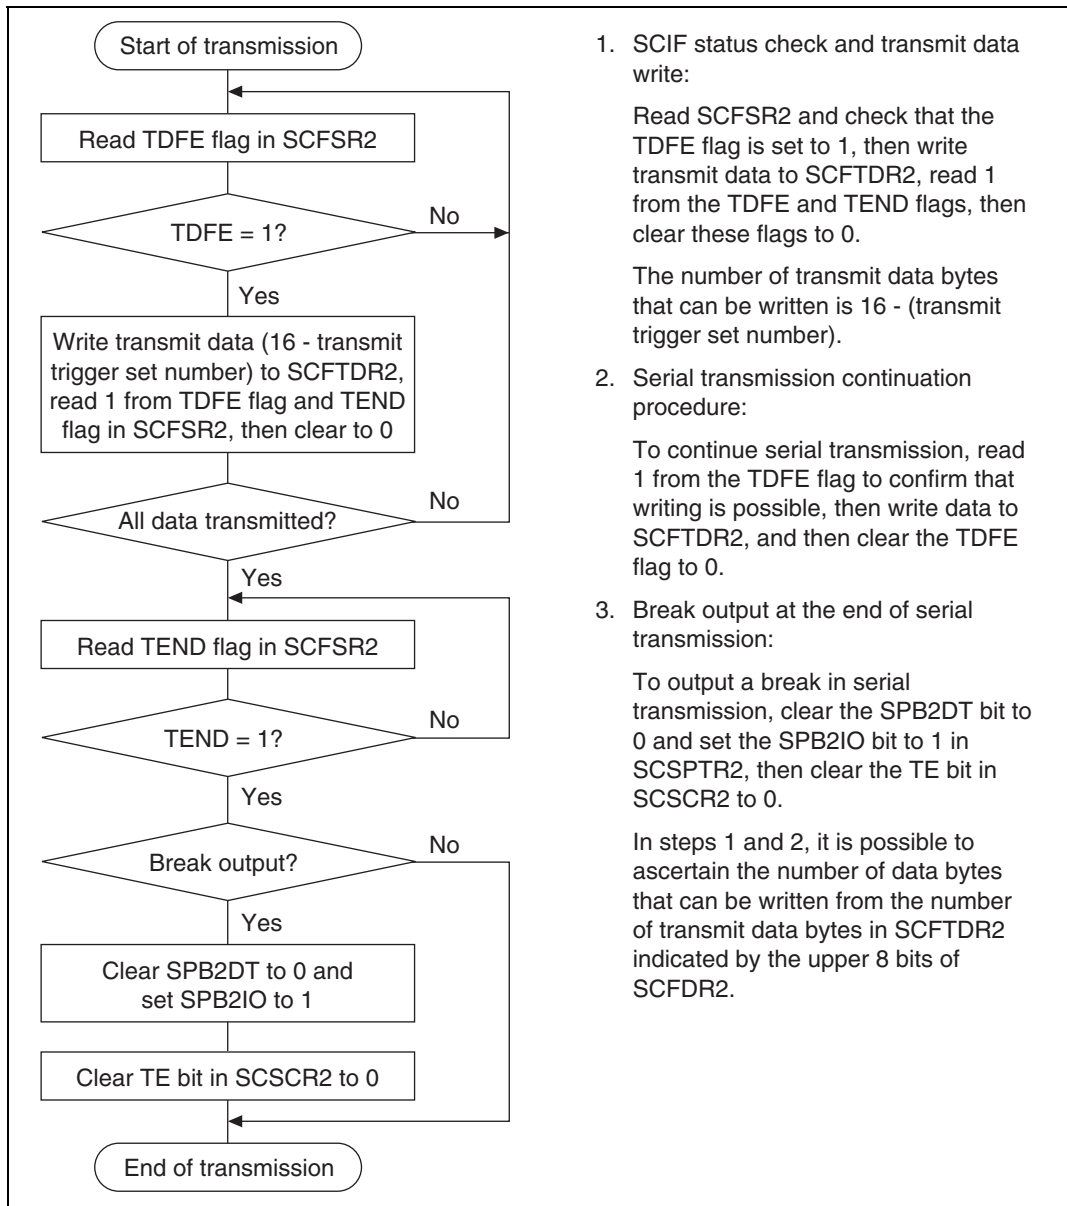 Start of transmission
Read TDFE flag in SCFSR2
TDFE = 1?
No
Yes
Write transmit data (16 - transmit
trigger set number) to SCFTDR2,
read 1 from TDFE flag and TEND
flag in SCFSR2, then clear to 0
All data transmitted?
No
Yes
Read TEND flag in SCFSR2
TEND = 1?
No
Yes
Break output?
No
Yes
Clear SPB2DT to 0 and
set SPB2IO to 1
Clear TE bit in SCSCR2 to 0
End of transmission
1. SCIF status check and transmit data
write:
Read SCFSR2 and check that the
TDFE flag is set to 1, then write
transmit data to SCFTDR2, read 1
from the TDFE and TEND flags, then
clear these flags to 0.
The number of transmit data bytes
that can be written is 16 - (transmit
trigger set number).
2. Serial transmission continuation
procedure:
To continue serial transmission, read
1 from the TDFE flag to confirm that
writing is possible, then write data to
SCFTDR2, and then clear the TDFE
flag to 0.
3. Break output at the end of serial
transmission:
To output a break in serial
transmission, clear the SPB2DT bit to
0 and set the SPB2IO bit to 1 in
SCSPTR2, then clear the TE bit in
SCSCR2 to 0.
In steps 1 and 2, it is possible to
ascertain the number of data bytes
that can be written from the number
of transmit data bytes in SCFTDR2
indicated by the upper 8 bits of
SCFDR2.